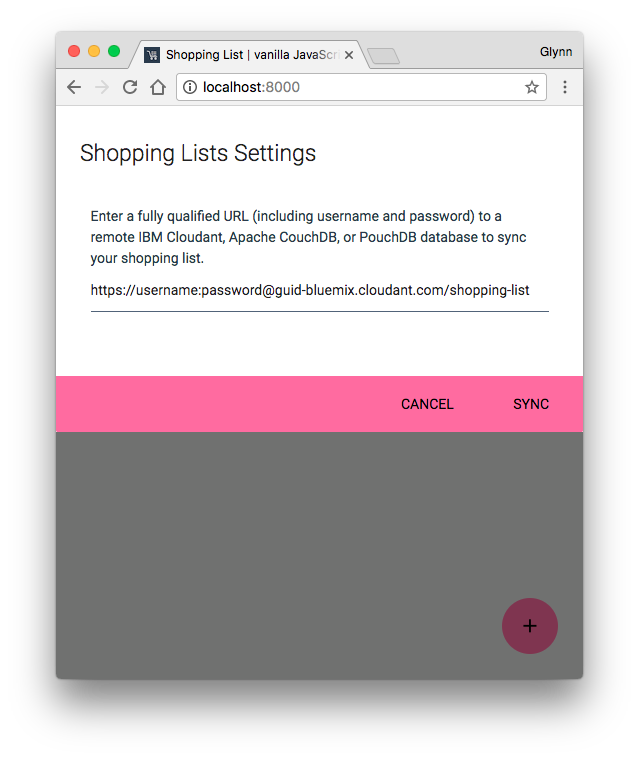 Shopping List | vanilla JavaScri
Glynn
localhost:8000
Shopping Lists Settings
Enter a fully qualified URL (including username and password) to a
remote IBM Cloudant, Apache CouchDB, or PouchDB database to sync
your shopping list.
https://username:password@guid-bluemix.cloudant.com/shopping-list
CANCEL SYNC